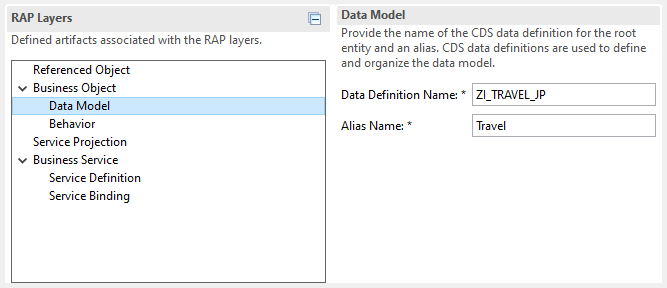 RAP Layers
Defined artifacts associated with the RAP layers.
Referenced Object
Business Object
Data Model
Behavior
Service Projection
Business Service
Service Definition
Service Binding
Data Model
Provide the name of the CDS data definition for the root
entity and an alias. CDS data definitions are used to define
and organize the data model.
Data Definition Name: * ZI_TRAVEL_JP
Alias Name: * Travel